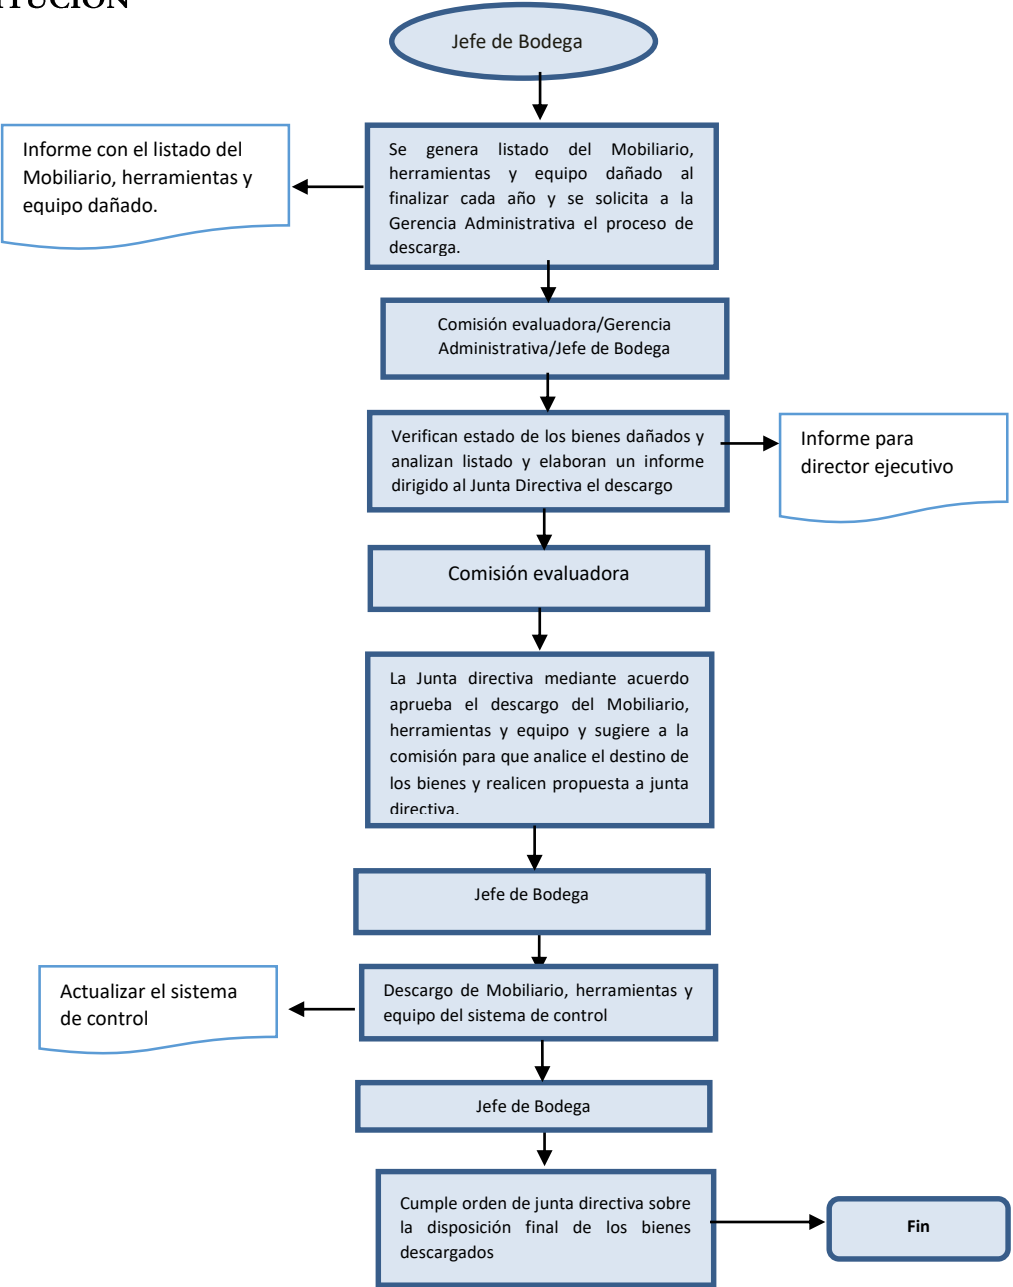 Jefe de Bodega
Informe con el listado del
Mobiliario, herramientas y
equipo dañado.
Se genera listado del Mobiliario,
herramientas y equipo dañado al
finalizar cada año y se solicita a la
Gerencia Administrativa el proceso de
descarga.
Comisión evaluadora/Gerencia
Administrativa/Jefe de Bodega
Verifican estado de los bienes dañados y
analizan listado y elaboran un informe
dirigido al Junta Directiva el descargo
Informe para
director ejecutivo
Comisión evaluadora
La Junta directiva mediante acuerdo
aprueba el descargo del Mobiliario,
herramientas y equipo y sugiere a la
comisión para que analice el destino de
los bienes y realicen propuesta a junta
directiva.
Jefe de Bodega
Actualizar el sistema
de control
Descargo de Mobiliario, herramientas y
equipo del sistema de control
Jefe de Bodega
Cumple orden de junta directiva sobre
la disposición final de los bienes
descargados
Fin